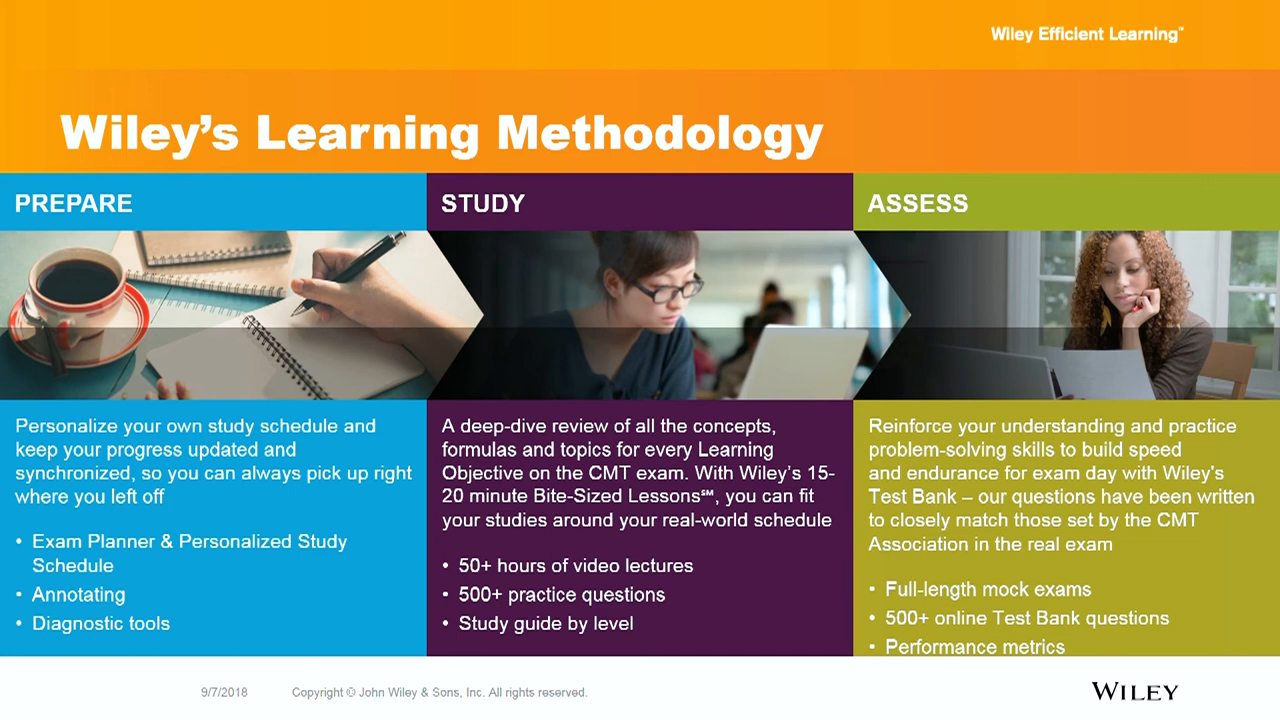 Wiley Efficient Learning™
Wiley's Learning Methodology
PREPARE
Personalize your own study schedule and
keep your progress updated and
synchronized, so you can always pick up right
where you left off
• Exam Planner & Personalized Study
Schedule
• Annotating
• Diagnostic tools
STUDY
A deep-dive review of all the concepts,
formulas and topics for every Learning
Objective on the CMT exam. With Wiley's 15-
20 minute Bite-Sized Lessons℠, you can fit
your studies around your real-world schedule
• 50+ hours of video lectures
• 500+ practice questions
• Study guide by level
ASSESS
Reinforce your understanding and practice
problem-solving skills to build speed
and endurance for exam day with Wiley's
Test Bank – our questions have been written
to closely match those set by the CMT
Association in the real exam
• Full-length mock exams
• 500+ online Test Bank questions
• Performance metrics
9/7/2018
Copyright © John Wiley & Sons, Inc. All rights reserved.
WILEY